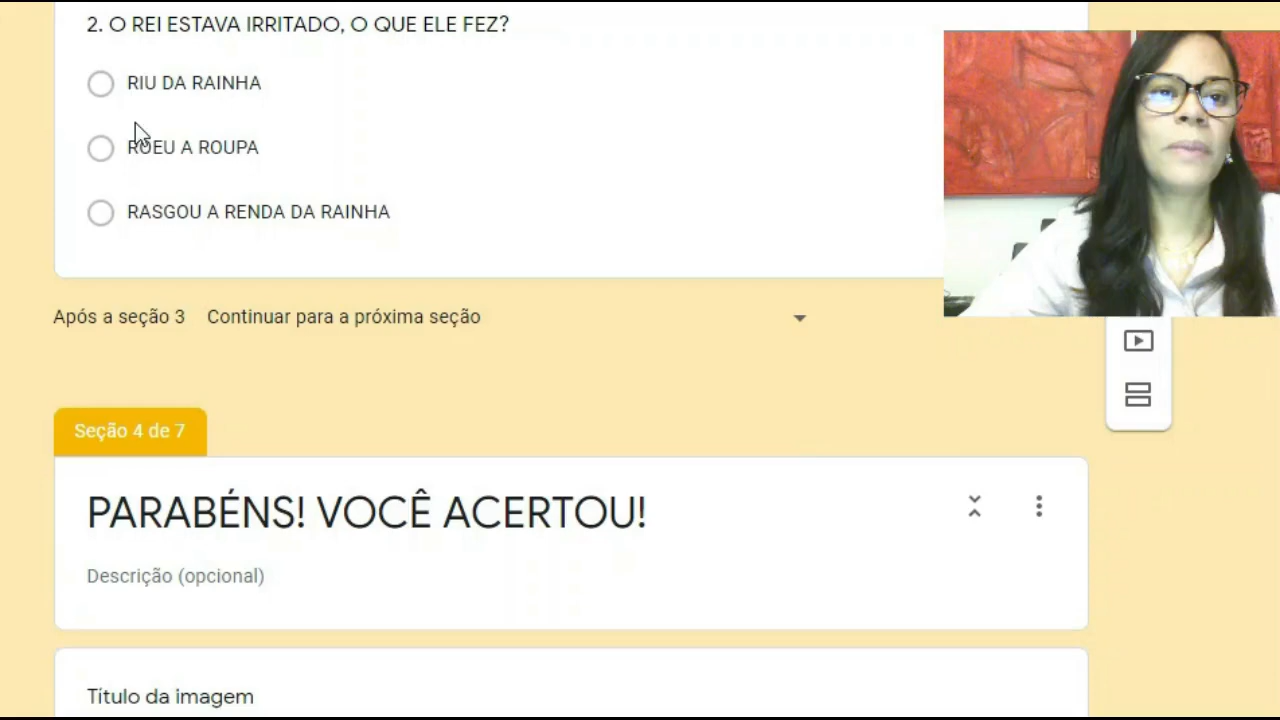 2. O REI ESTAVA IRRITADO, O QUE ELE FEZ?
RIU DA RAINHA
ROEU A ROUPA
RASGOU A RENDA DA RAINHA
Após a seção 3 Continuar para a próxima seção
Seção 4 de 7
PARABÉNS! VOCÊ ACERTOU!
Descrição (opcional)
Título da imagem